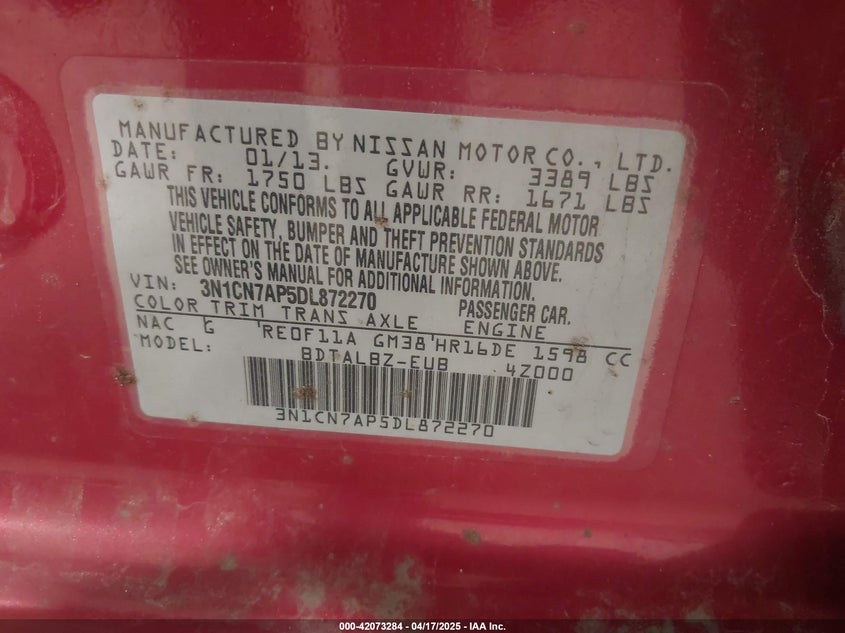 MANUFACTURED BY NISSAN MOTOR CO., LTD.
DATE: 01/13. GVWR: 3389 LBS
GAWR FR: 1750 LBS GAWR RR: 1671 LBS
THIS VEHICLE CONFORMS TO ALL APPLICABLE FEDERAL MOTOR
VEHICLE SAFETY, BUMPER AND THEFT PREVENTION STANDARDS
IN EFFECT ON THE DATE OF MANUFACTURE SHOWN ABOVE.
SEE OWNER'S MANUAL FOR ADDITIONAL INFORMATION.
VIN: 3N1CN7AP5DL872270 PASSENGER CAR.
COLOR TRIM TRANS AXLE ENGINE
NAC G RE0F11A GM38 HR16DE 1598 CC
MODEL: BDTALBZ-EUB 4Z000
3N1CN7AP5DL872270
000-42073284 - 04/17/2025 - IAA Inc.